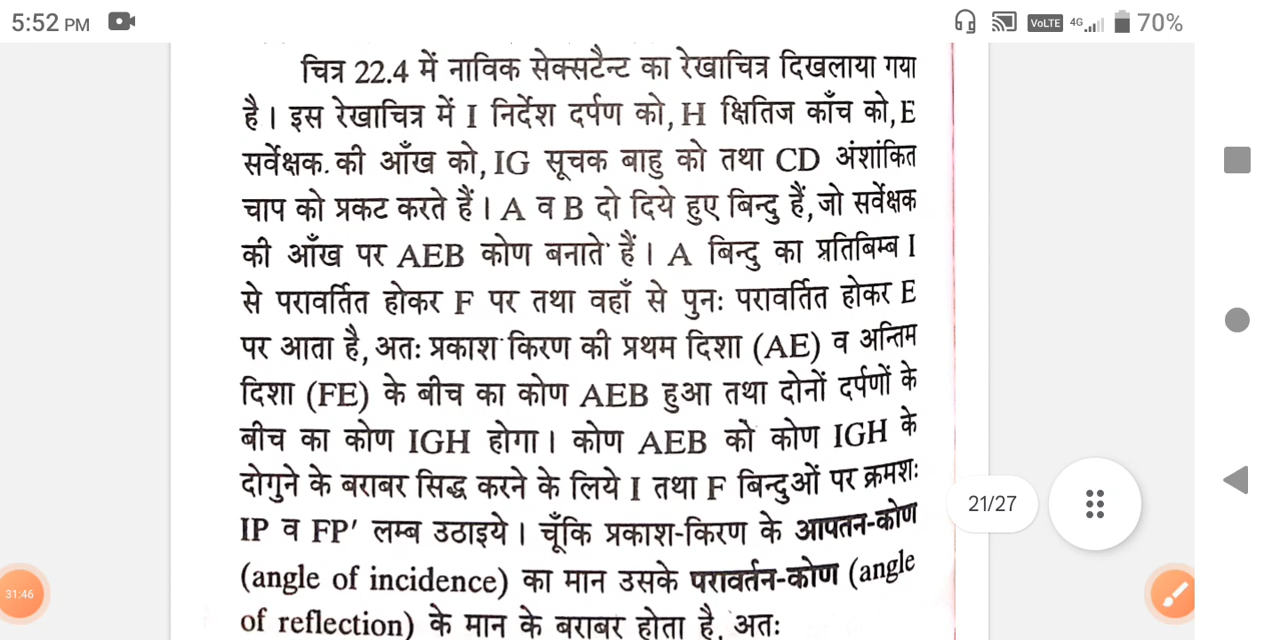 5:52 PM
VoLTE 4G 70%
चित्र 22.4 में नाविक सेक्सटैन्ट का रेखाचित्र दिखलाया गया
है। इस रेखाचित्र में I निर्देश दर्पण को, H क्षितिज काँच को, E
सर्वेक्षक की आँख को, IG सूचक बाहु को तथा CD अंशांकित
चाप को प्रकट करते हैं। A व B दो दिये हुए बिन्दु हैं, जो सर्वेक्षक
की आँख पर AEB कोण बनाते हैं। A बिन्दु का प्रतिबिम्ब I
से परावर्तित होकर F पर तथा वहाँ से पुनः परावर्तित होकर E
पर आता है, अतः प्रकाश किरण की प्रथम दिशा (AE) व अन्तिम
दिशा (FE) के बीच का कोण AEB हुआ तथा दोनों दर्पणों के
बीच का कोण IGH होगा। कोण AEB को कोण IGH के
दोगुने के बराबर सिद्ध करने के लिये I तथा F बिन्दुओं पर क्रमशः
21/27
IP व FP′ लम्ब उठाइये। चूँकि प्रकाश-किरण के आपतन-कोण
(angle of incidence) का मान उसके परावर्तन-कोण (angle
31:46
of reflection) के मान के बराबर होता है, अतः